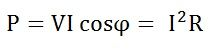 P = VI cosφ = I²R